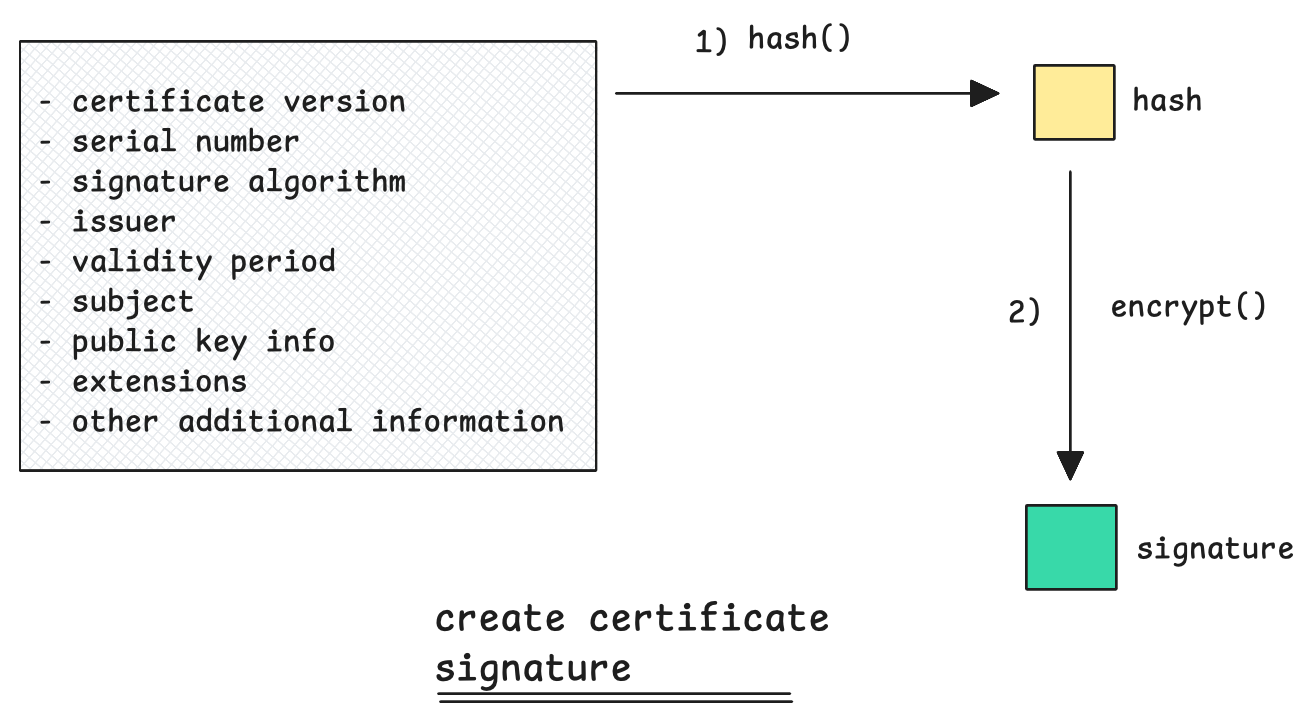 1) hash()
- certificate version
- serial number
- signature algorithm
- issuer
- validity period
- subject
- public key info
- extensions
- other additional information
hash
2) encrypt()
signature
create certificate
signature